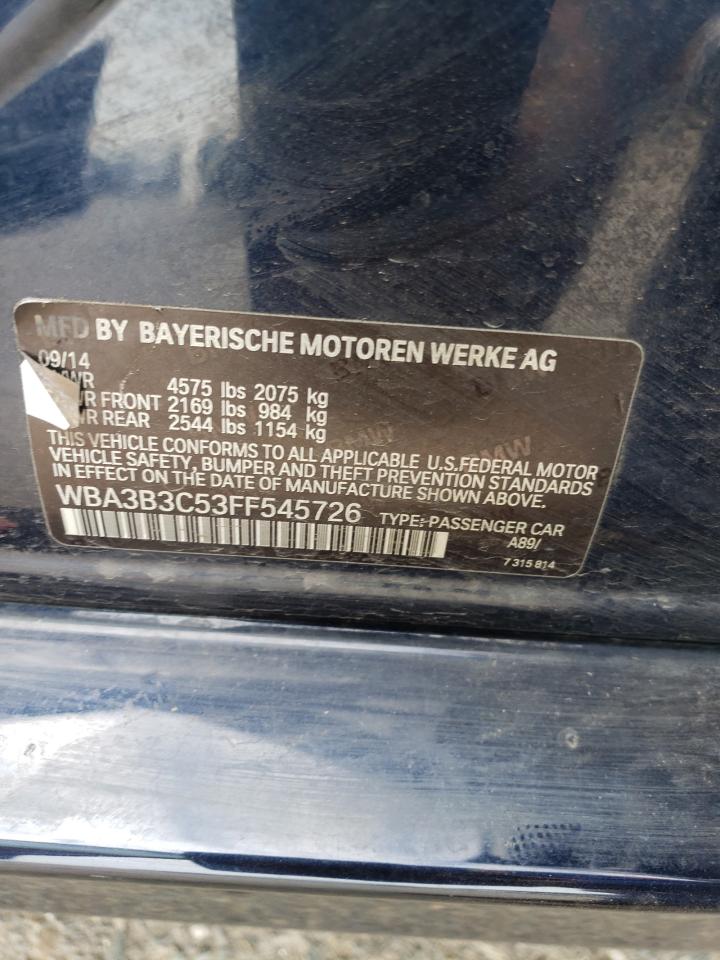 MFD BY BAYERISCHE MOTOREN WERKE AG
09/14
4575 lbs 2075 kg
FRONT 2169 lbs 984 kg
REAR 2544 lbs 1154 kg
THIS VEHICLE CONFORMS TO ALL APPLICABLE U.S.FEDERAL MOTOR
VEHICLE SAFETY, BUMPER AND THEFT PREVENTION STANDARDS
IN EFFECT ON THE DATE OF MANUFACTURE SHOWN ABOVE.
WBA3B3C53FF545726 TYPE: PASSENGER CAR
A89/
7 315 814